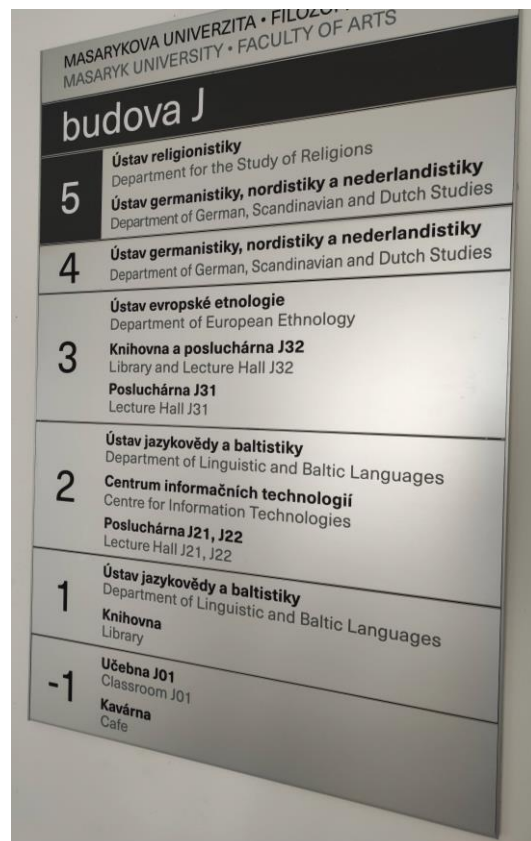 MASARYKOVA UNIVERZITA • FILOZOF
MASARYK UNIVERSITY • FACULTY OF ARTS
budova J
5
Ústav religionistiky
Department for the Study of Religions
Ústav germanistiky, nordistiky a nederlandistiky
Department of German, Scandinavian and Dutch Studies
4
Ústav germanistiky, nordistiky a nederlandistiky
Department of German, Scandinavian and Dutch Studies
3
Ústav evropské etnologie
Department of European Ethnology
Knihovna a posluchárna J32
Library and Lecture Hall J32
Posluchárna J31
Lecture Hall J31
2
Ústav jazykovědy a baltistiky
Department of Linguistic and Baltic Languages
Centrum informačních technologií
Centre for Information Technologies
Posluchárna J21, J22
Lecture Hall J21, J22
1
Ústav jazykovědy a baltistiky
Department of Linguistic and Baltic Languages
Knihovna
Library
-1
Učebna J01
Classroom J01
Kavárna
Cafe